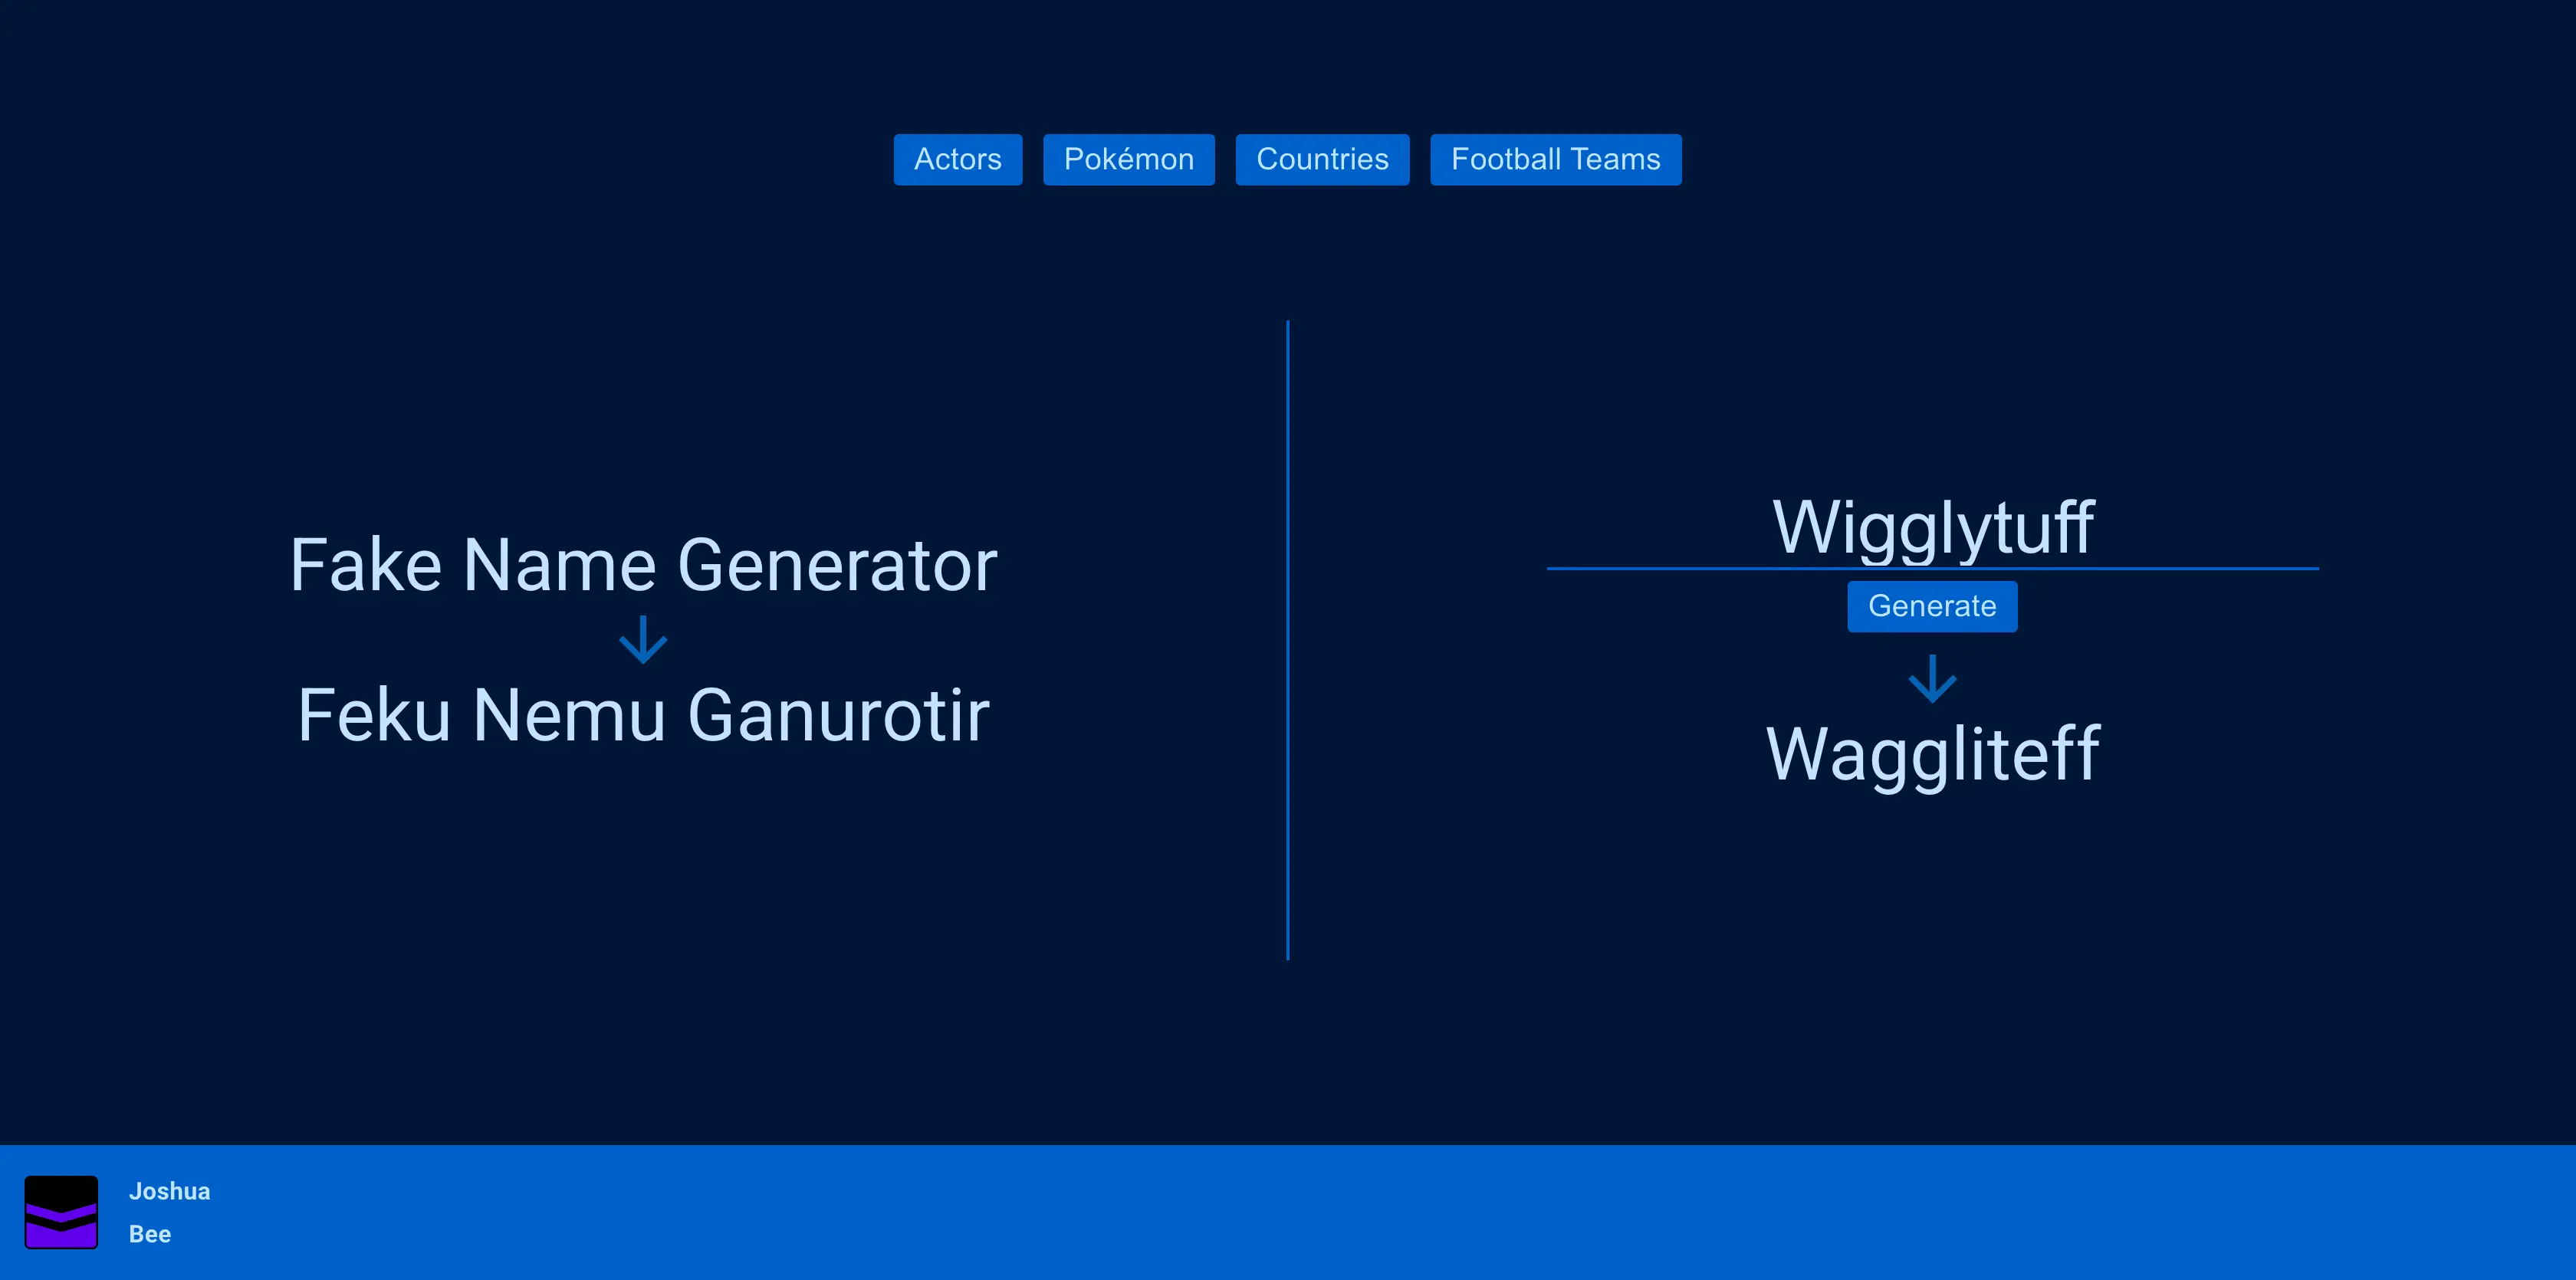 Actors Pokémon Countries Football Teams
Fake Name Generator
Feku Nemu Ganurotir
Wigglytuff
Generate
Waggliteff
Joshua
Bee